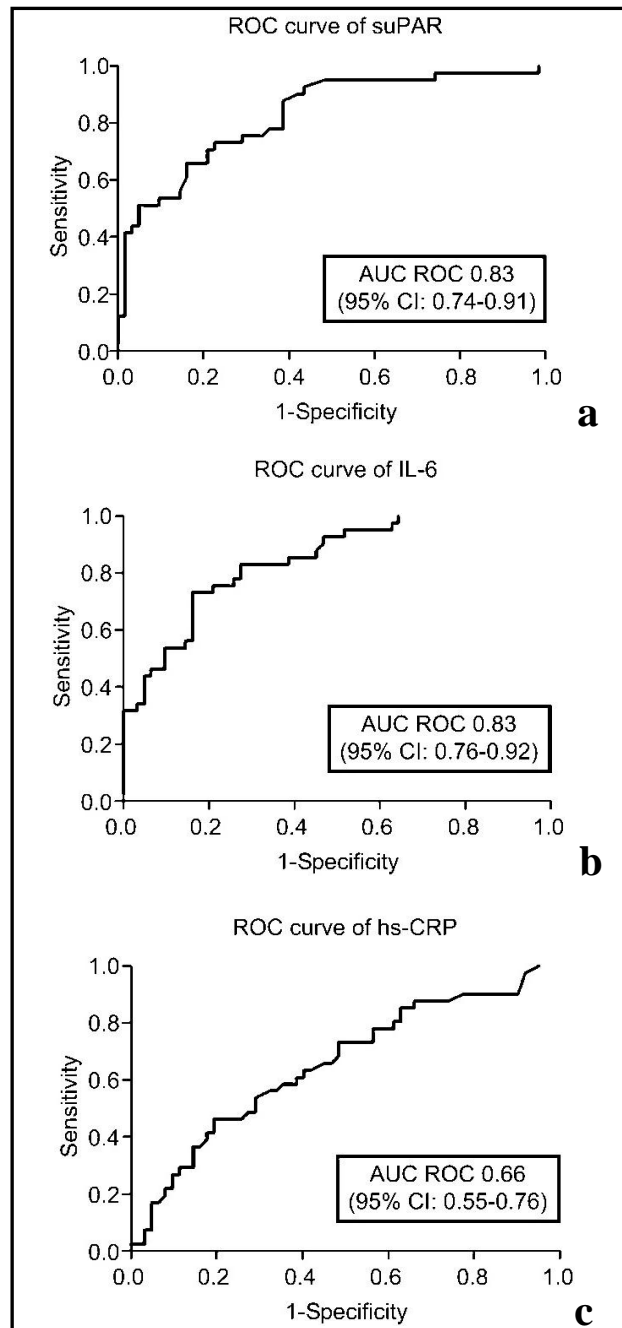 ROC curve of suPAR
1.0
0.8
0.6
0.4
0.2
0.0
Sensitivity
AUC ROC 0.83
(95% CI: 0.74-0.91)
0.0 0.2 0.4 0.6 0.8 1.0
1-Specificity
a
ROC curve of IL-6
1.0
0.8
0.6
0.4
0.2
0.0
Sensitivity
AUC ROC 0.83
(95% CI: 0.76-0.92)
0.0 0.2 0.4 0.6 0.8 1.0
1-Specificity
b
ROC curve of hs-CRP
1.0
0.8
0.6
0.4
0.2
0.0
Sensitivity
AUC ROC 0.66
(95% CI: 0.55-0.76)
0.0 0.2 0.4 0.6 0.8 1.0
1-Specificity
c